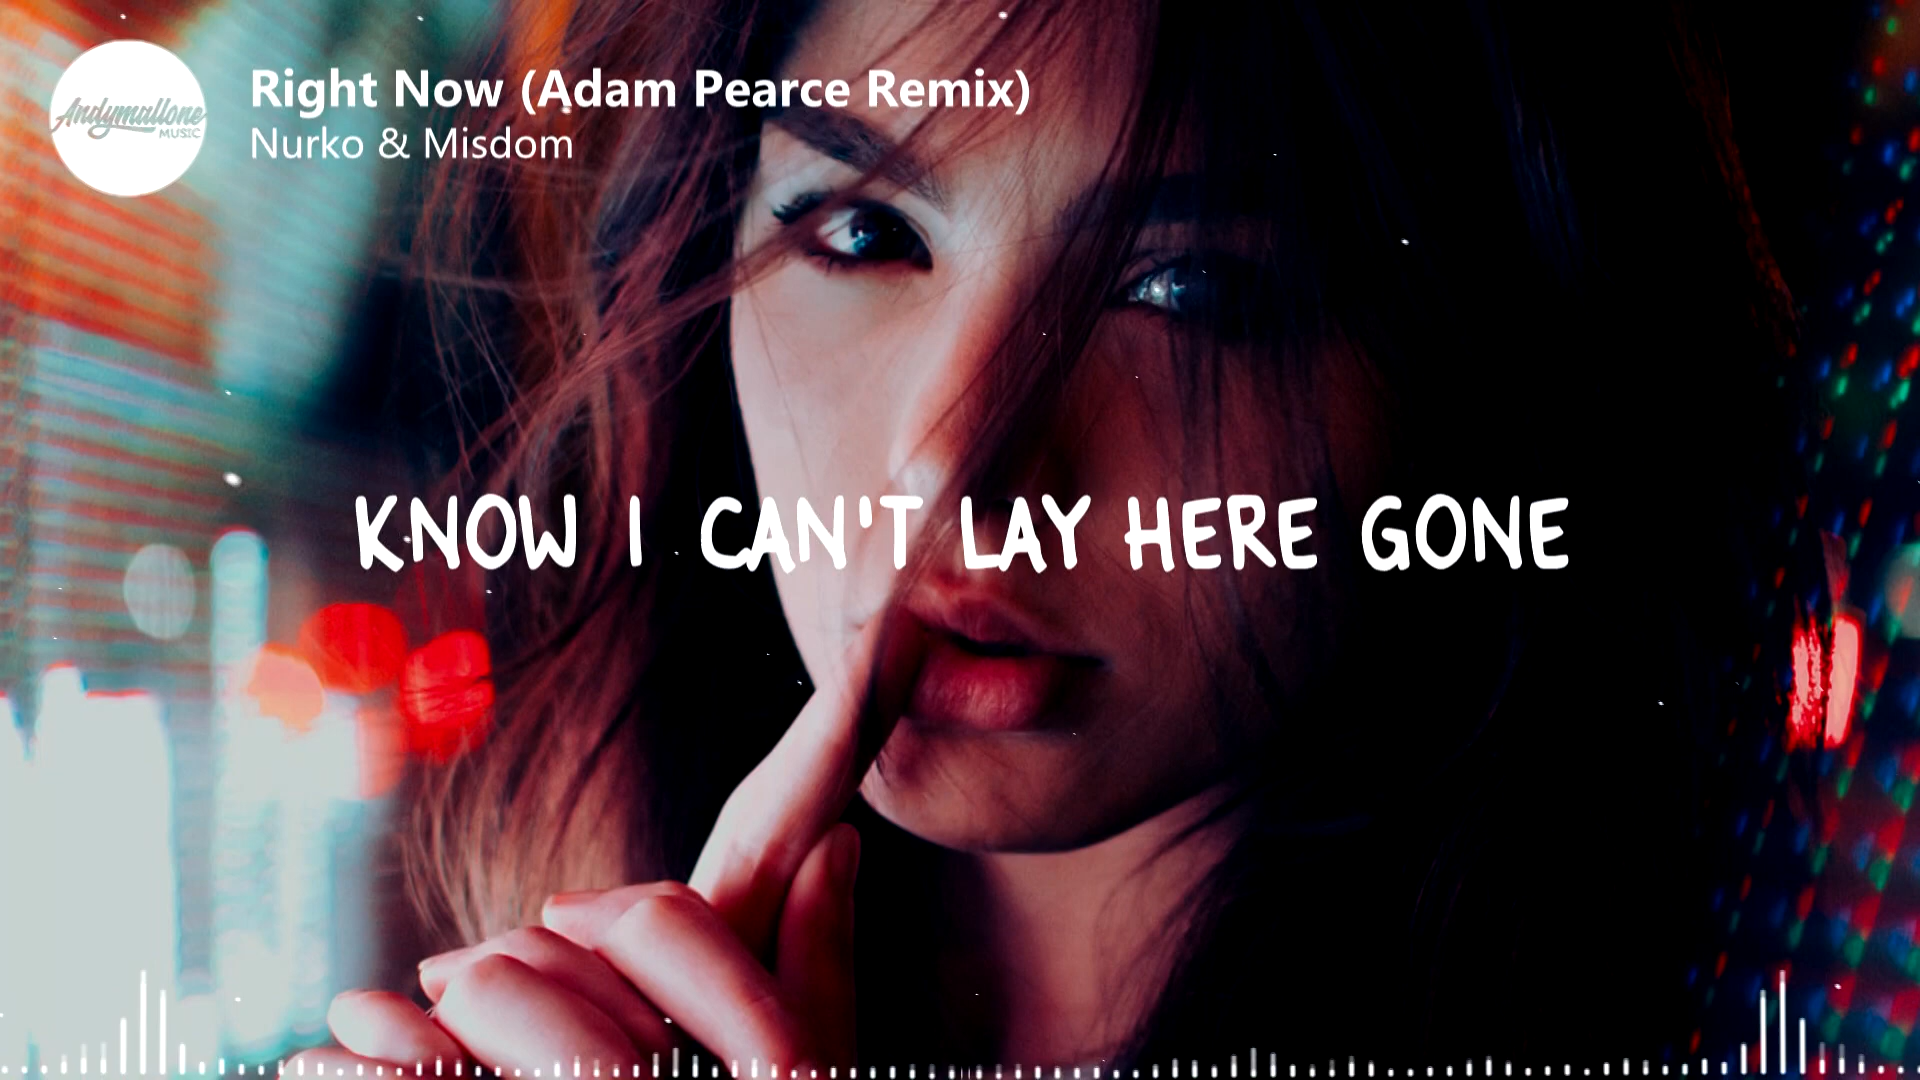 Andymallone
MUSIC
Right Now (Adam Pearce Remix)
Nurko & Misdom
KNOW I CAN'T LAY HERE GONE